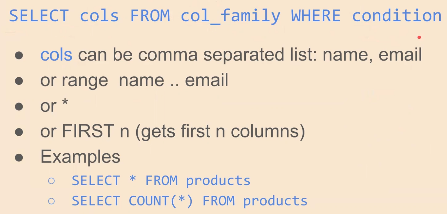 SELECT cols FROM col_family WHERE condition
● cols can be comma separated list: name, email
● or range name .. email
● or *
● or FIRST n (gets first n columns)
● Examples
○ SELECT * FROM products
○ SELECT COUNT(*) FROM products